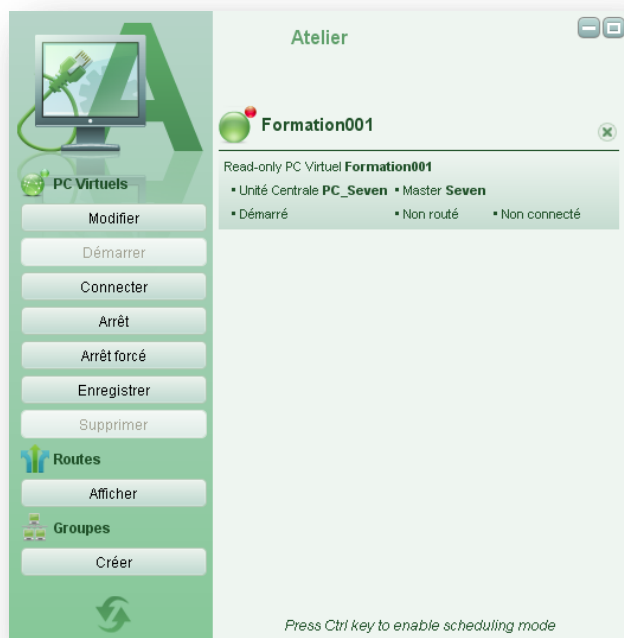 Atelier
Formation001
Read-only PC Virtuel Formation001
▪ Unité Centrale PC_Seven ▪ Master Seven
▪ Démarré ▪ Non routé ▪ Non connecté
PC Virtuels
Modifier
Démarrer
Connecter
Arrêt
Arrêt forcé
Enregistrer
Supprimer
Routes
Afficher
Groupes
Créer
Press Ctrl key to enable scheduling mode